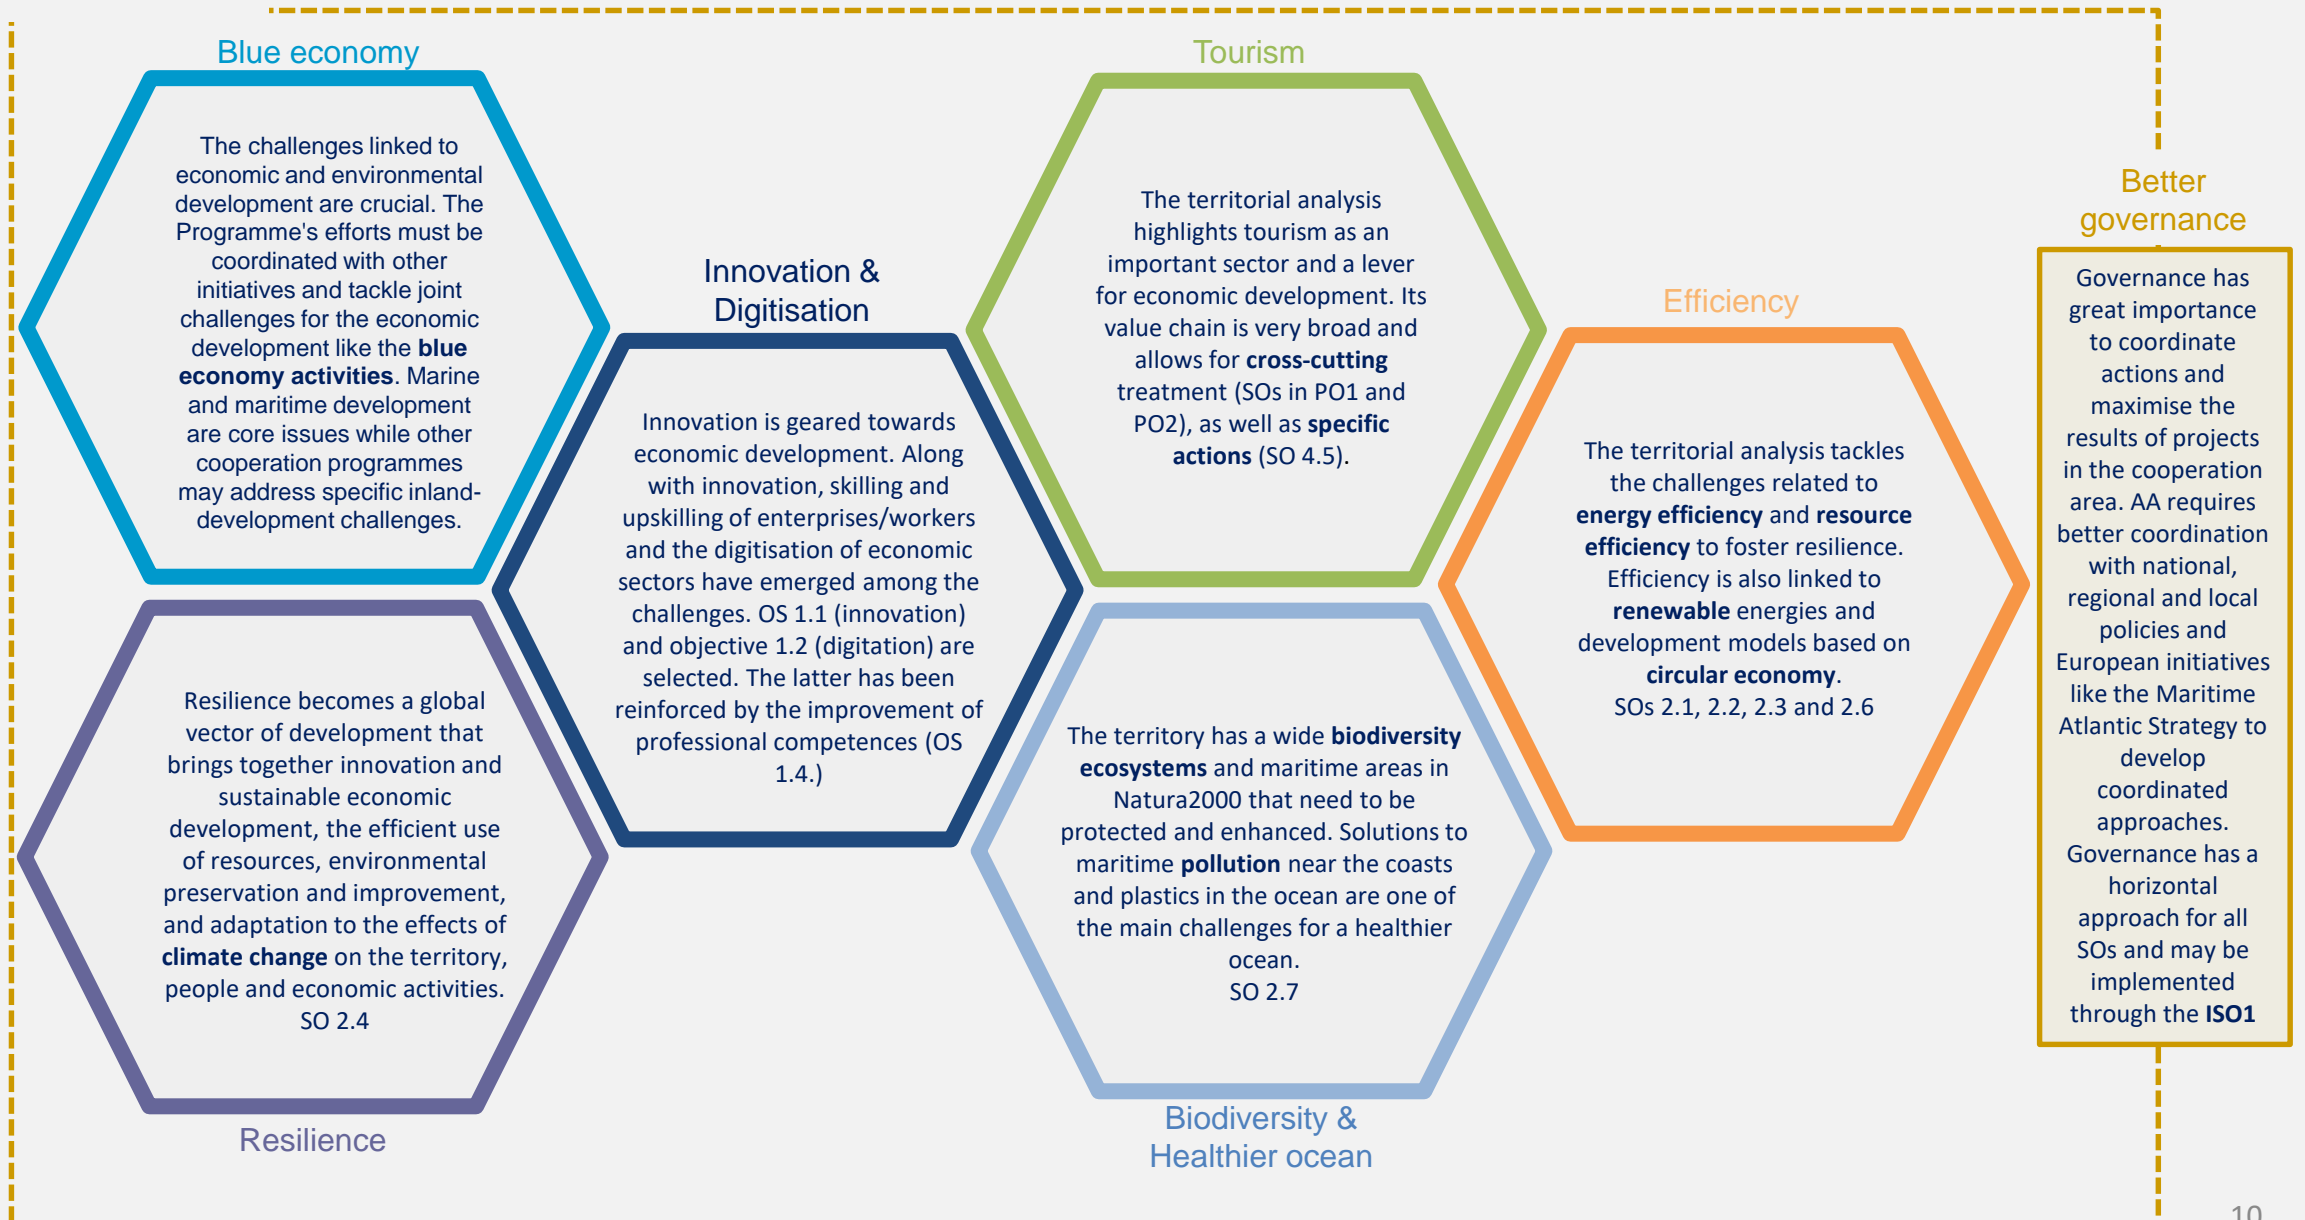 Blue economy
The challenges linked to
economic and environmental
development are crucial. The
Programme's efforts must be
coordinated with other
initiatives and tackle joint
challenges for the economic
development like the blue
economy activities. Marine
and maritime development
are core issues while other
cooperation programmes
may address specific inland-
development challenges.
Resilience becomes a global
vector of development that
brings together innovation and
sustainable economic
development, the efficient use
of resources, environmental
preservation and improvement,
and adaptation to the effects of
climate change on the territory,
people and economic activities.
SO 2.4
Resilience
Innovation &
Digitisation
Innovation is geared towards
economic development. Along
with innovation, skilling and
upskilling of enterprises/workers
and the digitisation of economic
sectors have emerged among the
challenges. OS 1.1 (innovation)
and objective 1.2 (digitation) are
selected. The latter has been
reinforced by the improvement of
professional competences (OS
1.4.)
Tourism
The territorial analysis
highlights tourism as an
important sector and a lever
for economic development. Its
value chain is very broad and
allows for cross-cutting
treatment (SOs in PO1 and
PO2), as well as specific
actions (SO 4.5).
The territory has a wide biodiversity
ecosystems and maritime areas in
Natura2000 that need to be
protected and enhanced. Solutions to
maritime pollution near the coasts
and plastics in the ocean are one of
the main challenges for a healthier
ocean.
SO 2.7
Biodiversity &
Healthier ocean
Efficiency
The territorial analysis tackles
the challenges related to
energy efficiency and resource
efficiency to foster resilience.
Efficiency is also linked to
renewable energies and
development models based on
circular economy.
SOs 2.1, 2.2, 2.3 and 2.6
Better
governance
Governance has
great importance
to coordinate
actions and
maximise the
results of projects
in the cooperation
area. AA requires
better coordination
with national,
regional and local
policies and
European initiatives
like the Maritime
Atlantic Strategy to
develop
coordinated
approaches.
Governance has a
horizontal
approach for all
SOs and may be
implemented
through the ISO1
10